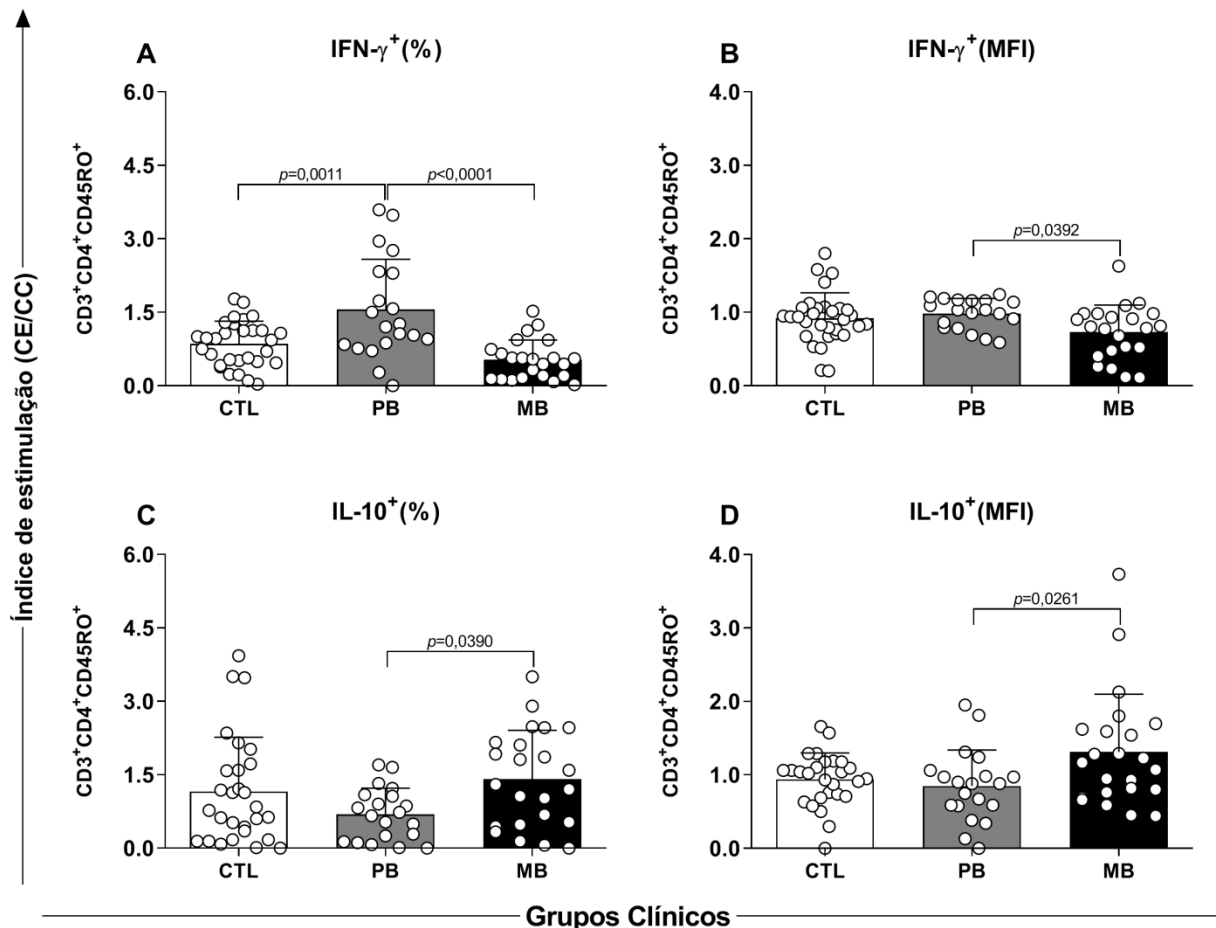 Índice de estimulação (CE/CC)
A
IFN-γ⁺(%)
CD3⁺CD4⁺CD45RO⁺
6.0
4.5
3.0
1.5
0.0
p=0,0011
p<0,0001
CTL
PB
MB
B
IFN-γ⁺(MFI)
CD3⁺CD4⁺CD45RO⁺
4.0
3.0
2.0
1.0
0.0
p=0,0392
CTL
PB
MB
C
IL-10⁺(%)
CD3⁺CD4⁺CD45RO⁺
6.0
4.5
3.0
1.5
0.0
p=0,0390
CTL
PB
MB
D
IL-10⁺(MFI)
CD3⁺CD4⁺CD45RO⁺
4.0
3.0
2.0
1.0
0.0
p=0,0261
CTL
PB
MB
Grupos Clínicos